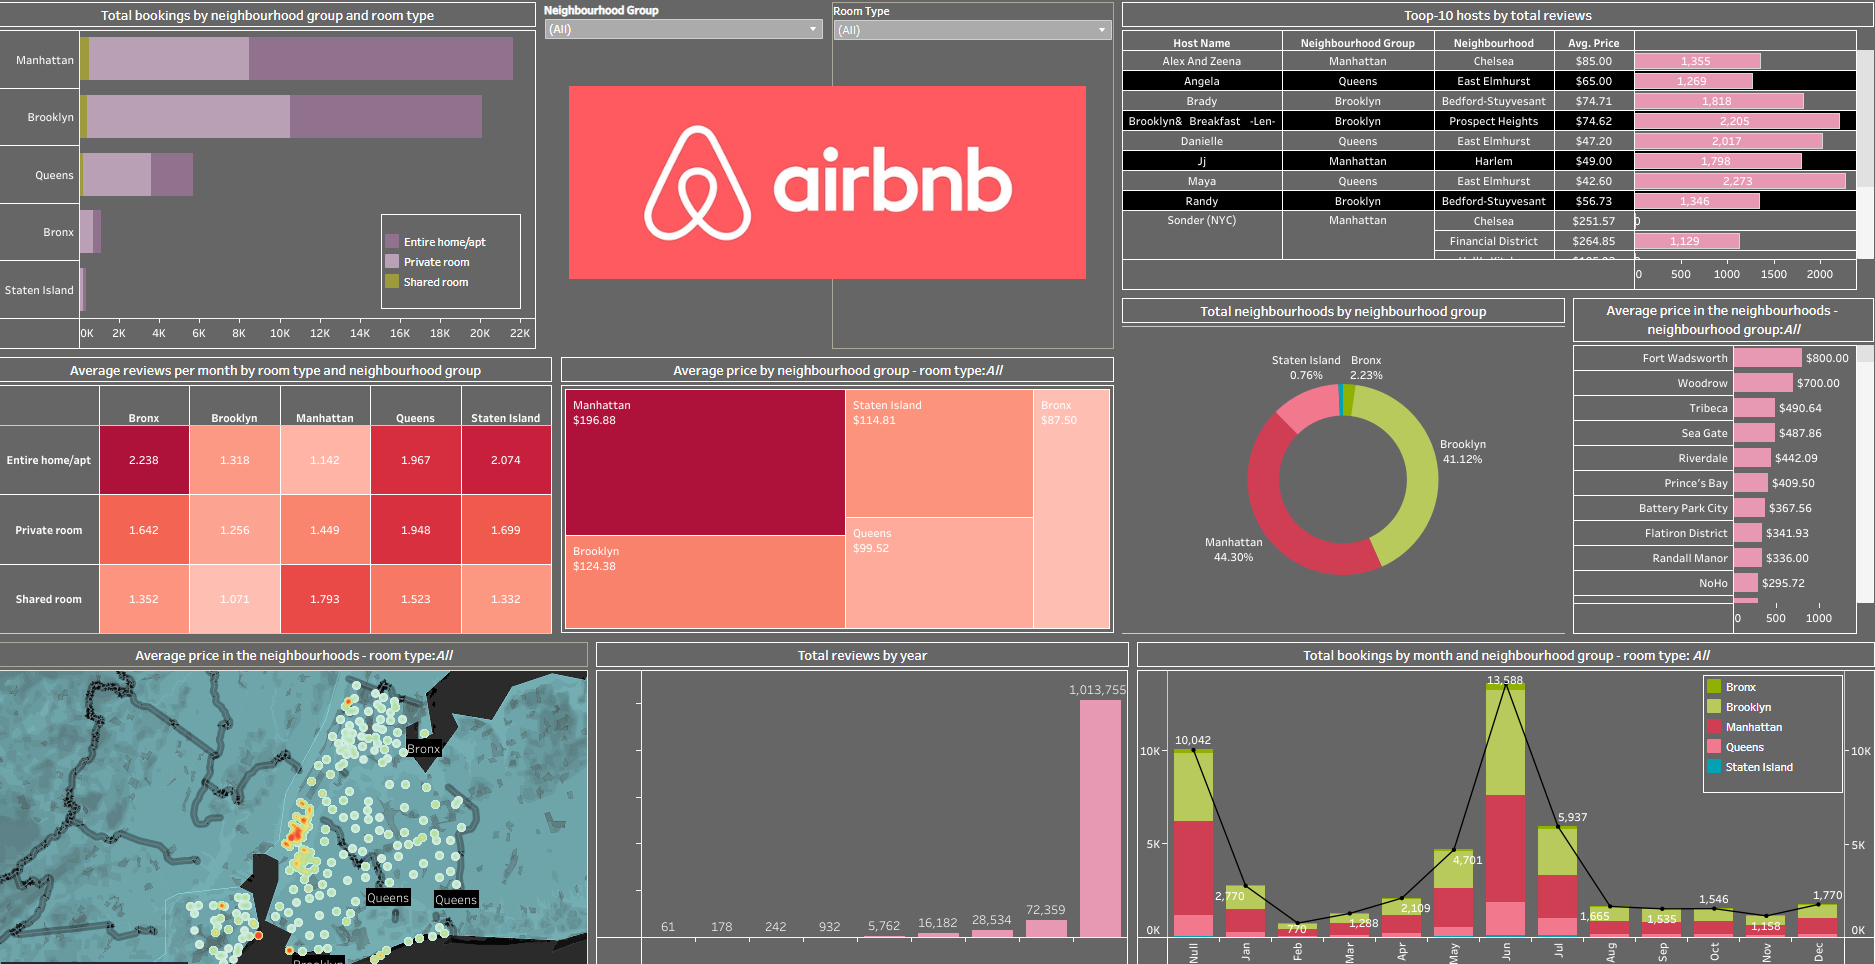 Total bookings by neighbourhood group and room type
Manhattan
Brooklyn
Queens
Bronx
Staten Island
Entire home/apt
Private room
Shared room
0K 2K 4K 6K 8K 10K 12K 14K 16K 18K 20K 22K
Neighbourhood Group
(All)
Room Type
(All)
airbnb
Toop-10 hosts by total reviews
Host Name Neighbourhood Group Neighbourhood Avg. Price
Alex And Zeena Manhattan Chelsea $85.00 1,355
Angela Queens East Elmhurst $65.00 1,269
Brady Brooklyn Bedford-Stuyvesant $74.71 1,818
Brooklyn& Breakfast -Len- Brooklyn Prospect Heights $74.62 2,205
Danielle Queens East Elmhurst $47.20 2,017
Jj Manhattan Harlem $49.00 1,798
Maya Queens East Elmhurst $42.60 2,273
Randy Brooklyn Bedford-Stuyvesant $56.73 1,346
Sonder (NYC) Manhattan Chelsea $251.57 0
Financial District $264.85 1,129
0 500 1000 1500 2000
Average reviews per month by room type and neighbourhood group
Bronx Brooklyn Manhattan Queens Staten Island
Entire home/apt 2.238 1.318 1.142 1.967 2.074
Private room 1.642 1.256 1.449 1.948 1.699
Shared room 1.352 1.071 1.793 1.523 1.332
Average price by neighbourhood group - room type:All
Manhattan
$196.88
Brooklyn
$124.38
Staten Island
$114.81
Queens
$99.52
Bronx
$87.50
Total neighburhoods by neighbourhood group
Staten Island
0.76%
Bronx
2.23%
Brooklyn
41.12%
Manhattan
44.30%
Average price in the neighbourhoods -
neighbourhood group:All
Fort Wadsworth $800.00
Woodrow $700.00
Tribeca $490.64
Sea Gate $487.86
Riverdale $442.09
Prince's Bay $409.50
Battery Park City $367.56
Flatiron District $341.93
Randall Manor $336.00
NoHo $295.72
0 500 1000
Average price in the neighbourhoods - room type:All
Bronx
Queens
Queens
Brooklyn
Total reviews by year
61 178 242 932 5,762 16,182 28,534 72,359 1,013,755
Total bookings by month and neighbourhood group - room type: All
Bronx
Brooklyn
Manhattan
Queens
Staten Island
10K
5K
0K
10,042 2,770 770 1,288 2,109 4,701 13,588 5,937 1,665 1,535 1,546 1,158 1,770
10K
5K
0K
Null Jan Feb Mar Apr May Jun Jul Aug Sep Oct Nov Dec